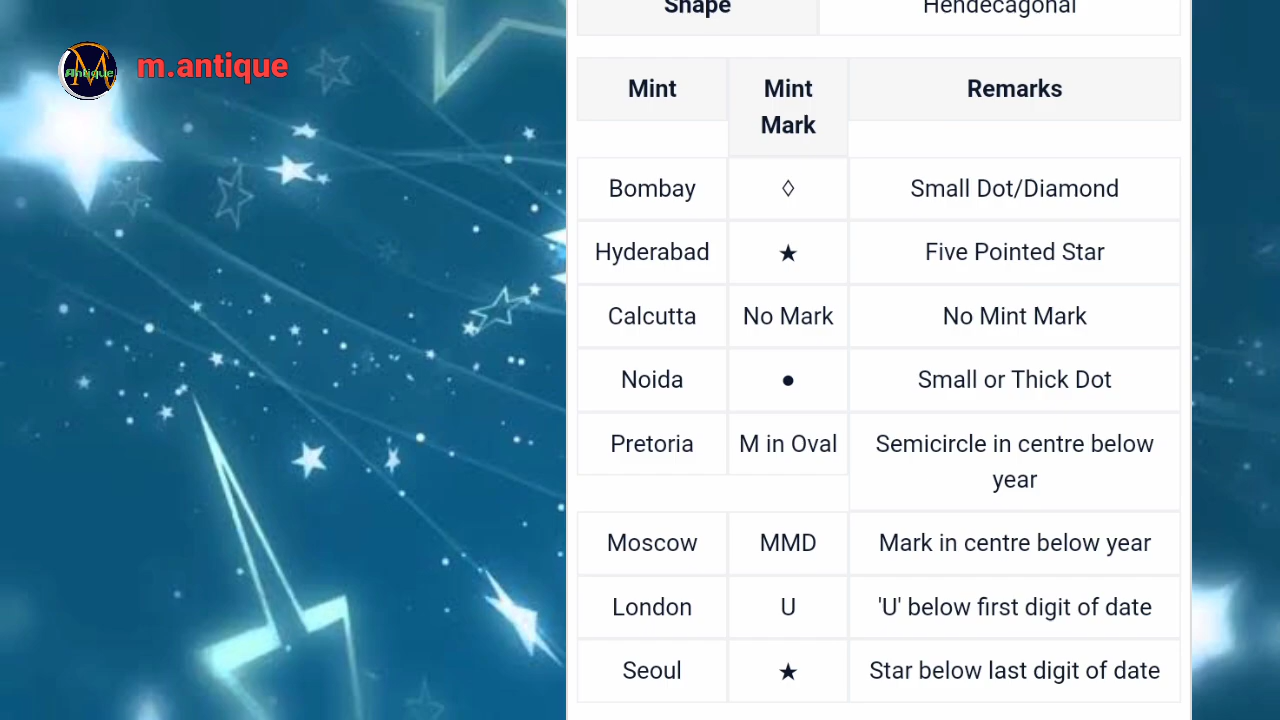 Shape Hendecagonal
Antique
m.antique
Mint Mint Mark Remarks
Bombay ◊ Small Dot/Diamond
Hyderabad ★ Five Pointed Star
Calcutta No Mark No Mint Mark
Noida ● Small or Thick Dot
Pretoria M in Oval Semicircle in centre below
year
Moscow MMD Mark in centre below year
London U 'U' below first digit of date
Seoul ★ Star below last digit of date